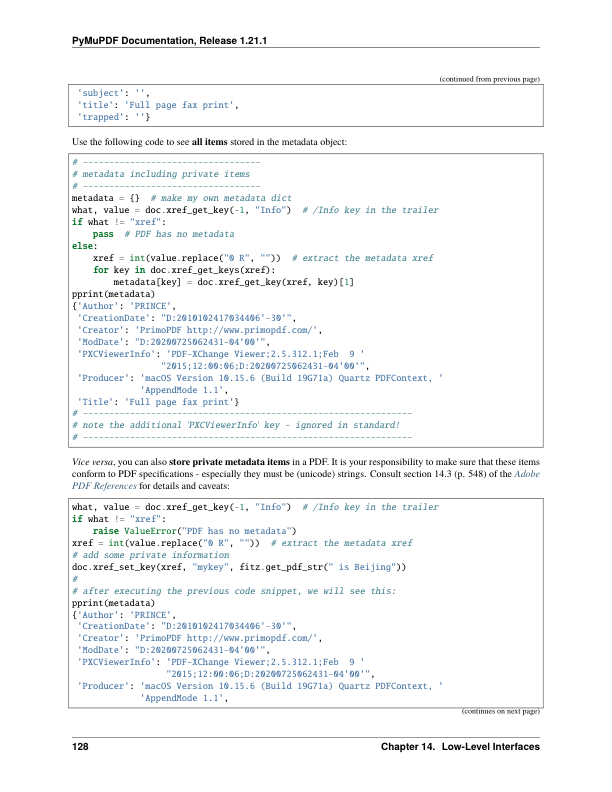 PyMuPDF Documentation, Release 1.21.1
(continued from previous page)
'subject': '',
'title': 'Full page fax print',
'trapped': ''}
Use the following code to see all items stored in the metadata object:
# ----------------------------------
# metadata including private items
# ----------------------------------
metadata = {}  # make my own metadata dict
what, value = doc.xref_get_key(-1, "Info")  # /Info key in the trailer
if what != "xref":
    pass  # PDF has no metadata
else:
    xref = int(value.replace("0 R", ""))  # extract the metadata xref
    for key in doc.xref_get_keys(xref):
        metadata[key] = doc.xref_get_key(xref, key)[1]
pprint(metadata)
{'Author': 'PRINCE',
 'CreationDate': "D:2010102417034406'-30'",
 'Creator': 'PrimoPDF http://www.primopdf.com/',
 'ModDate': "D:20200725062431-04'00'",
 'PXCViewerInfo': 'PDF-XChange Viewer;2.5.312.1;Feb  9 '
                 "2015;12:00:06;D:20200725062431-04'00'",
 'Producer': 'macOS Version 10.15.6 (Build 19G71a) Quartz PDFContext, '
             'AppendMode 1.1',
 'Title': 'Full page fax print'}
# ---------------------------------------------------------------
# note the additional 'PXCViewerInfo' key - ignored in standard!
# ---------------------------------------------------------------
Vice versa, you can also store private metadata items in a PDF. It is your responsibility to make sure that these items
conform to PDF specifications - especially they must be (unicode) strings. Consult section 14.3 (p. 548) of the Adobe
PDF References for details and caveats:
what, value = doc.xref_get_key(-1, "Info")  # /Info key in the trailer
if what != "xref":
    raise ValueError("PDF has no metadata")
xref = int(value.replace("0 R", ""))  # extract the metadata xref
# add some private information
doc.xref_set_key(xref, "mykey", fitz.get_pdf_str(" is Beijing"))
#
# after executing the previous code snippet, we will see this:
pprint(metadata)
{'Author': 'PRINCE',
 'CreationDate': "D:2010102417034406'-30'",
 'Creator': 'PrimoPDF http://www.primopdf.com/',
 'ModDate': "D:20200725062431-04'00'",
 'PXCViewerInfo': 'PDF-XChange Viewer;2.5.312.1;Feb  9 '
                  "2015;12:00:06;D:20200725062431-04'00'",
 'Producer': 'macOS Version 10.15.6 (Build 19G71a) Quartz PDFContext, '
             'AppendMode 1.1',
(continues on next page)
128 Chapter 14. Low-Level Interfaces